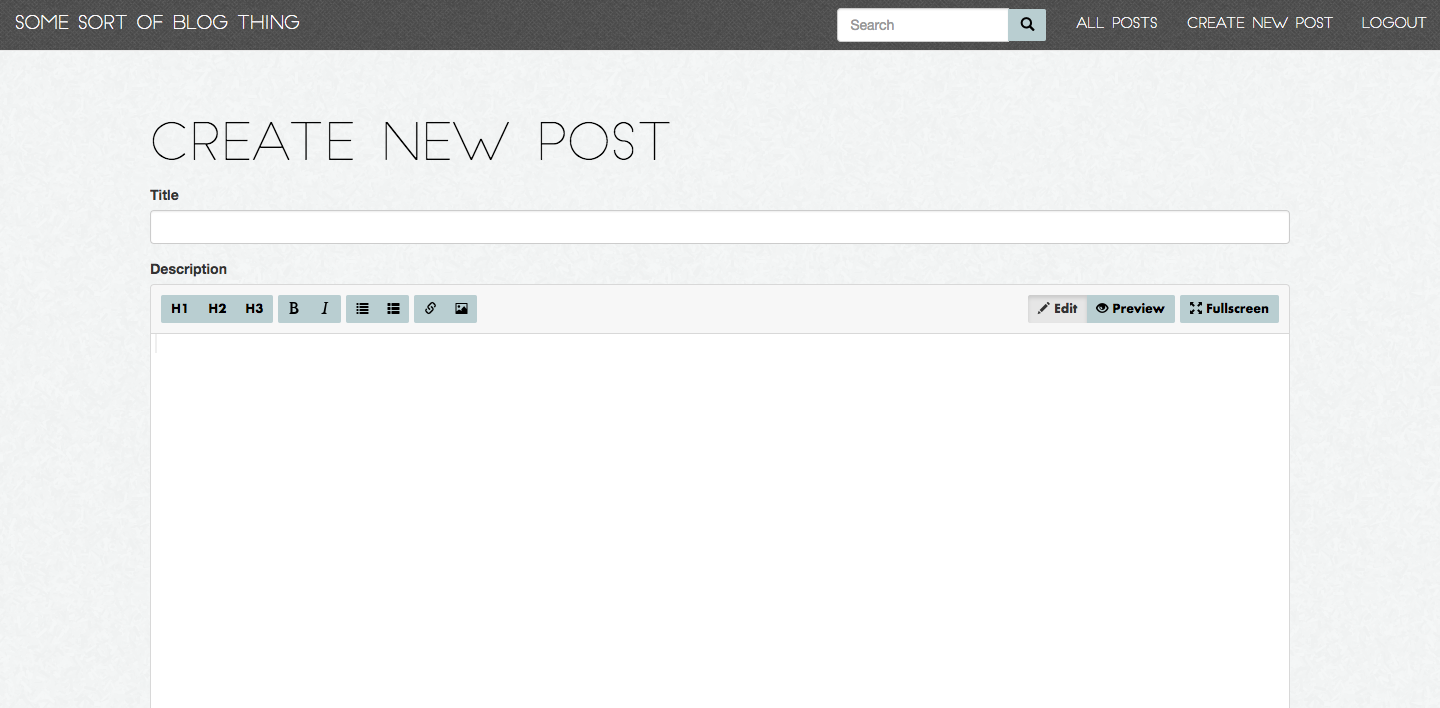 SOME SORT OF BLOG THING
Search
ALL POSTS
CREATE NEW POST
LOGOUT
CREATE NEW POST
Title
Description
H1 H2 H3 B I Edit Preview Fullscreen